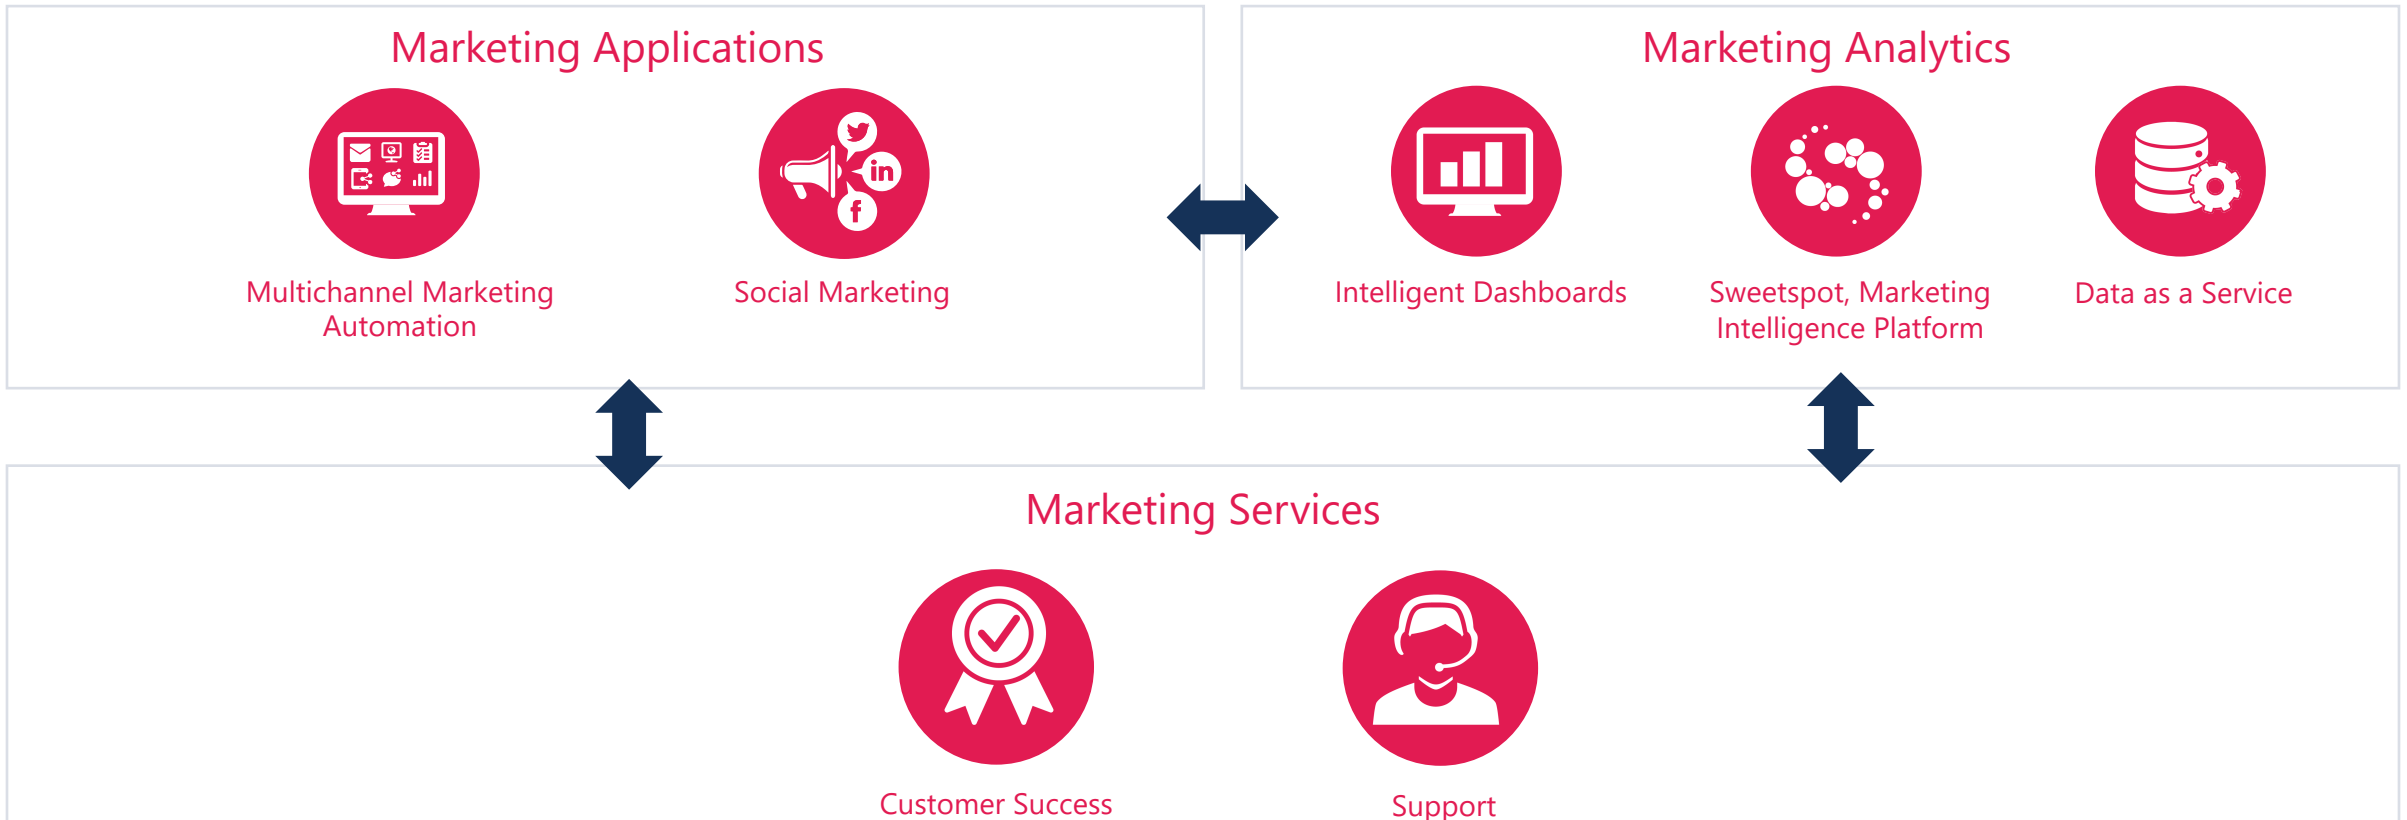 Marketing Applications
Multichannel Marketing
Automation
in
f
Social Marketing
Marketing Analytics
Intelligent Dashboards
Sweetspot, Marketing
Intelligence Platform
Data as a Service
Marketing Services
Customer Success
Support